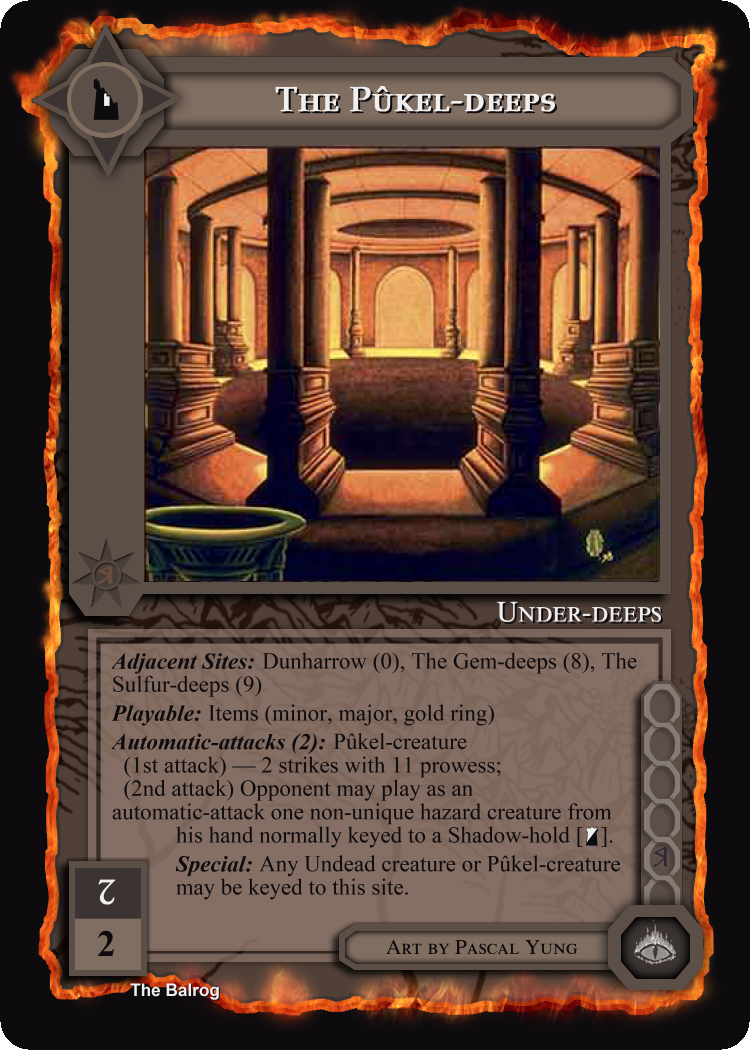 The Pûkel-deeps
Under-deeps
Adjacent Sites: Dunharrow (0), The Gem-deeps (8), The
Sulfur-deeps (9)
Playable: Items (minor, major, gold ring)
Automatic-attacks (2): Pûkel-creature
(1st attack) — 2 strikes with 11 prowess;
(2nd attack) Opponent may play as an
automatic-attack one non-unique hazard creature from
his hand normally keyed to a Shadow-hold [ ].
Special: Any Undead creature or Pûkel-creature
may be keyed to this site.
2
Art by Pascal Yung
The Balrog